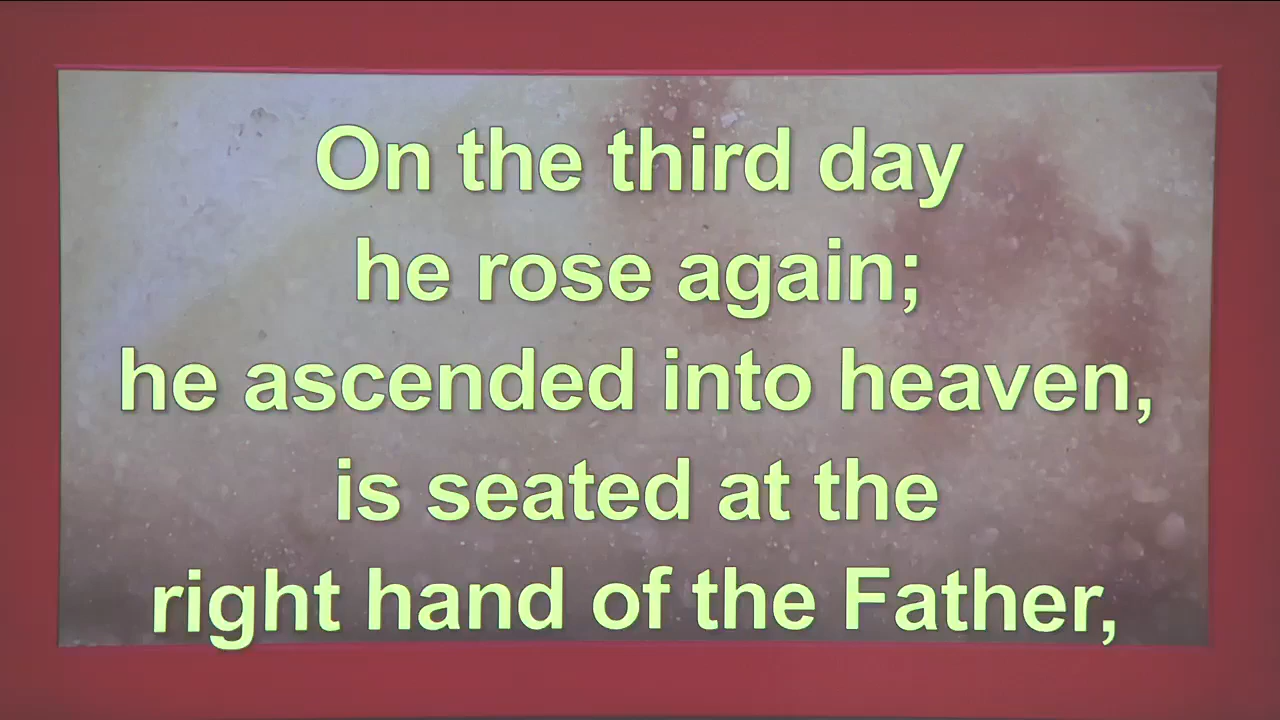 On the third day
he rose again;
he ascended into heaven,
is seated at the
right hand of the Father,